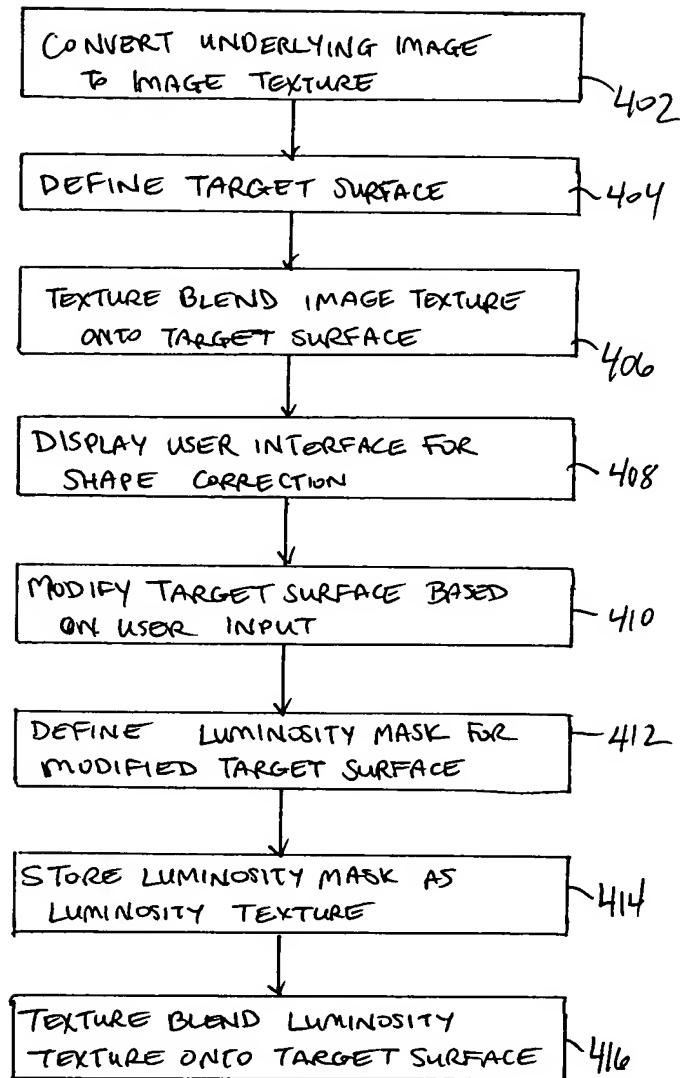 CONVERT UNDERLYING IMAGE
TO IMAGE TEXTURE
402
DEFINE TARGET SURFACE
404
TEXTURE BLEND IMAGE TEXTURE
ONTO TARGET SURFACE
406
DISPLAY USER INTERFACE FOR
SHAPE CORRECTION
408
MODIFY TARGET SURFACE BASED
ON USER INPUT
410
DEFINE LUMINOSITY MASK FOR
MODIFIED TARGET SURFACE
412
STORE LUMINOSITY MASK AS
LUMINOSITY TEXTURE
414
TEXTURE BLEND LUMINOSITY
TEXTURE ONTO TARGET SURFACE
416